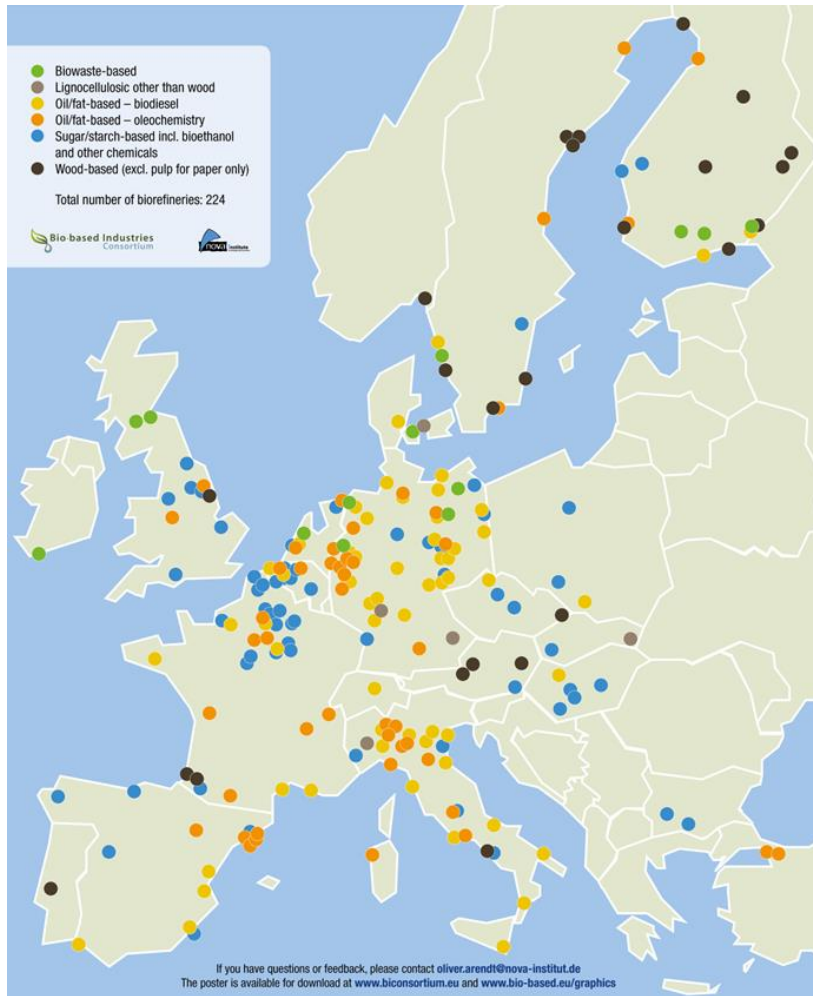 Biowaste-based
Lignocellulosic other than wood
Oil/fat-based – biodiesel
Oil/fat-based – oleochemistry
Sugar/starch-based incl. bioethanol
and other chemicals
Wood-based (excl. pulp for paper only)
Total number of biorefineries: 224
Bio-based Industries
Consortium
nova
Institute
If you have questions or feedback, please contact oliver.arendt@nova-institut.de
The poster is available for download at www.biconsortium.eu and www.bio-based.eu/graphics